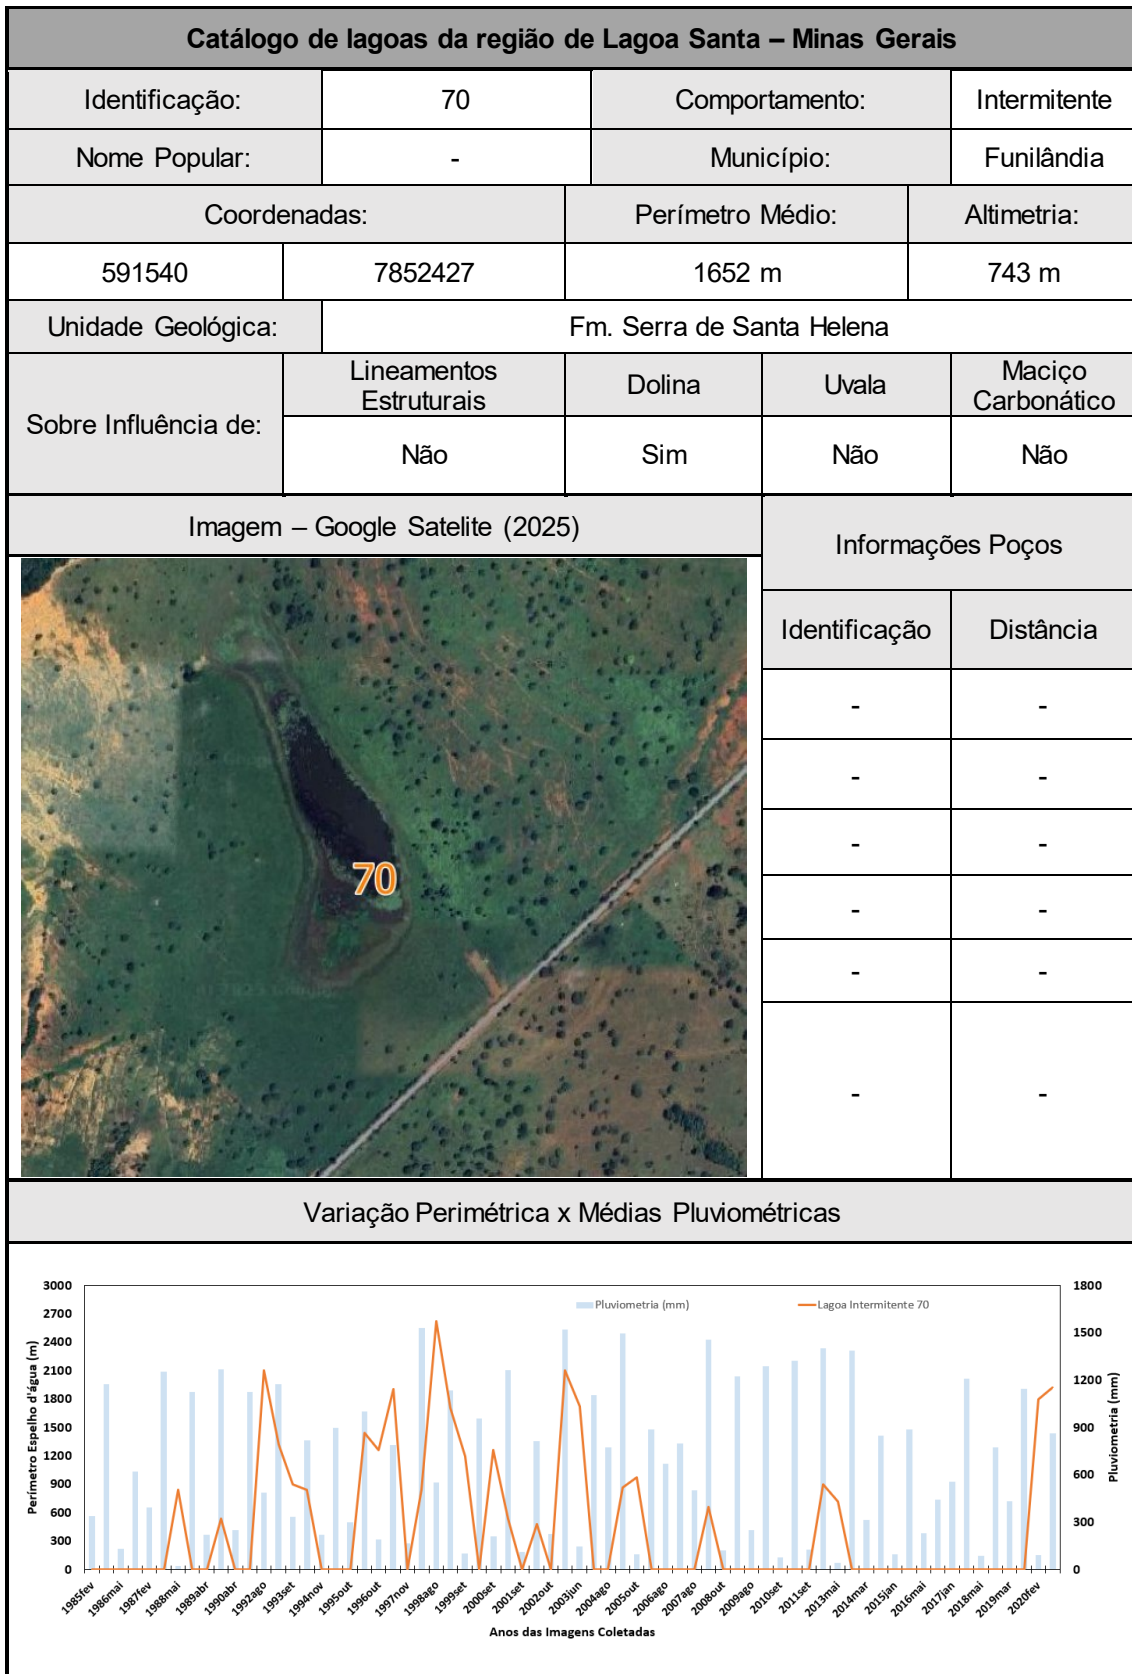 Catálogo de lagoas da região de Lagoa Santa – Minas Gerais
Identificação: 70 Comportamento: Intermitente
Nome Popular: - Município: Funilândia
Coordenadas: Perímetro Médio: Altimetria:
591540 7852427 1652 m 743 m
Unidade Geológica: Fm. Serra de Santa Helena
Sobre Influência de:
Lineamentos Estruturais Dolina Uvala Maciço Carbonático
Não Sim Não Não
Imagem – Google Satelite (2025)
70
Informações Poços
Identificação Distância
- -
- -
- -
- -
- -
- -
Variação Perimétrica x Médias Pluviométricas
Pluviometria (mm) Lagoa Intermitente 70
Perímetro Espelho d'água (m)
3000
2700
2400
2100
1800
1500
1200
900
600
300
0
1800
1500
1200
900
600
300
0
Pluviometria (mm)
1985fev 1986mai 1987fev 1988mai 1989abr 1990abr 1992ago 1993set 1994nov 1995out 1996out 1997nov 1998ago 1999set 2000set 2001set 2002out 2003jun 2004ago 2005out 2006ago 2007ago 2008out 2009ago 2010set 2011set 2013mai 2014mar 2015jan 2016mai 2017jan 2018mai 2019mar 2020fev
Anos das Imagens Coletadas